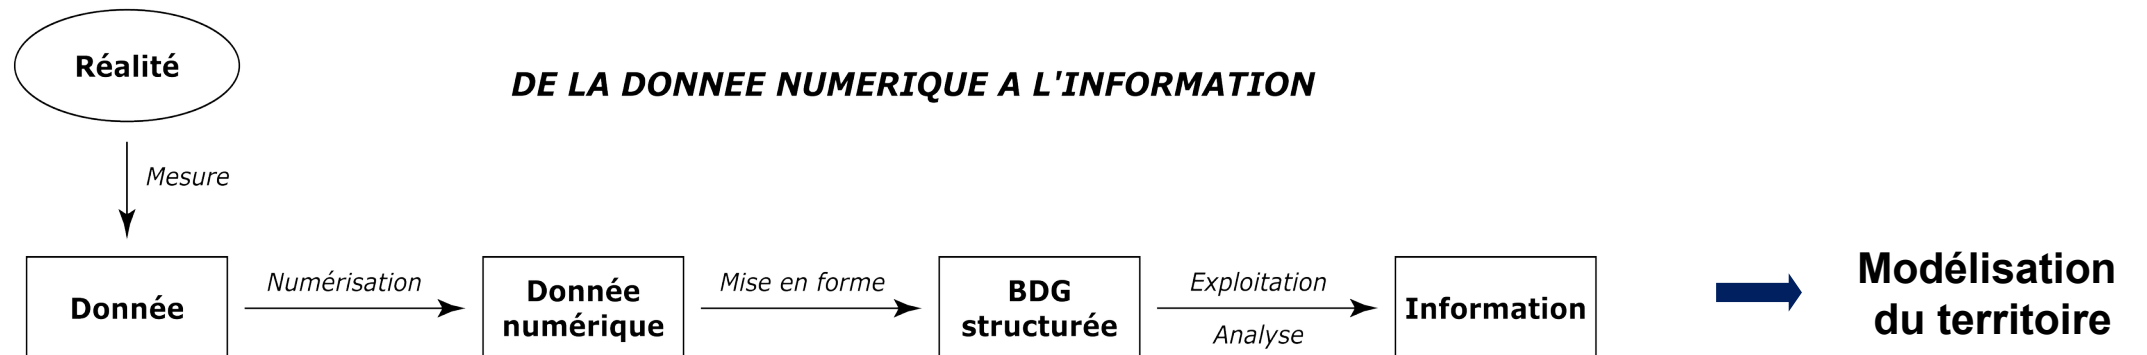 Réalité
DE LA DONNEE NUMERIQUE A L'INFORMATION
Mesure
Donnée
Numérisation
Donnée
numérique
Mise en forme
BDG
structurée
Exploitation
Analyse
Information
Modélisation
du territoire